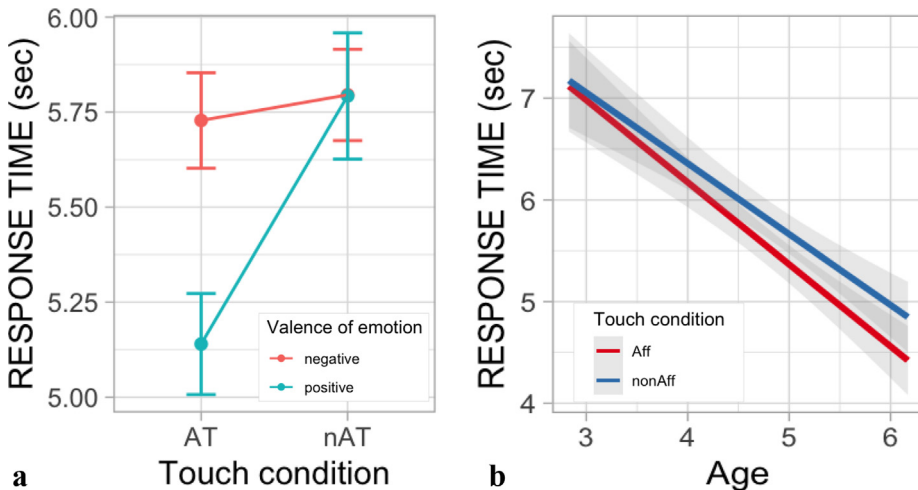 a
RESPONSE TIME (sec)
6.00
5.75
5.50
5.25
5.00
Valence of emotion
negative
positive
AT
nAT
Touch condition
b
RESPONSE TIME (sec)
7
6
5
4
Touch condition
Aff
nonAff
3
4
5
6
Age